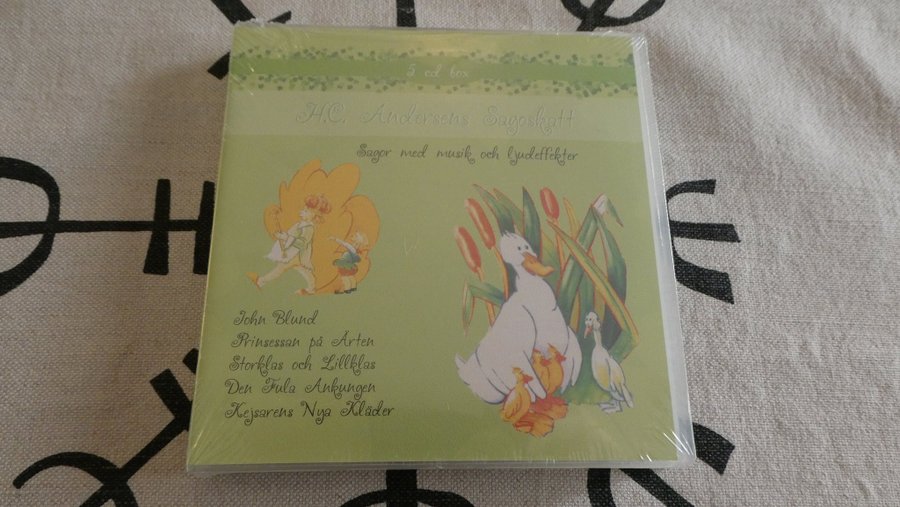 5 cd box
H.C. Andersens Sagoskatt
Sagor med musik och ljudeffekter
John Blund
Prinsessan på Ärten
Storklas och Lillklas
Den Fula Ankungen
Kejsarens Nya Kläder